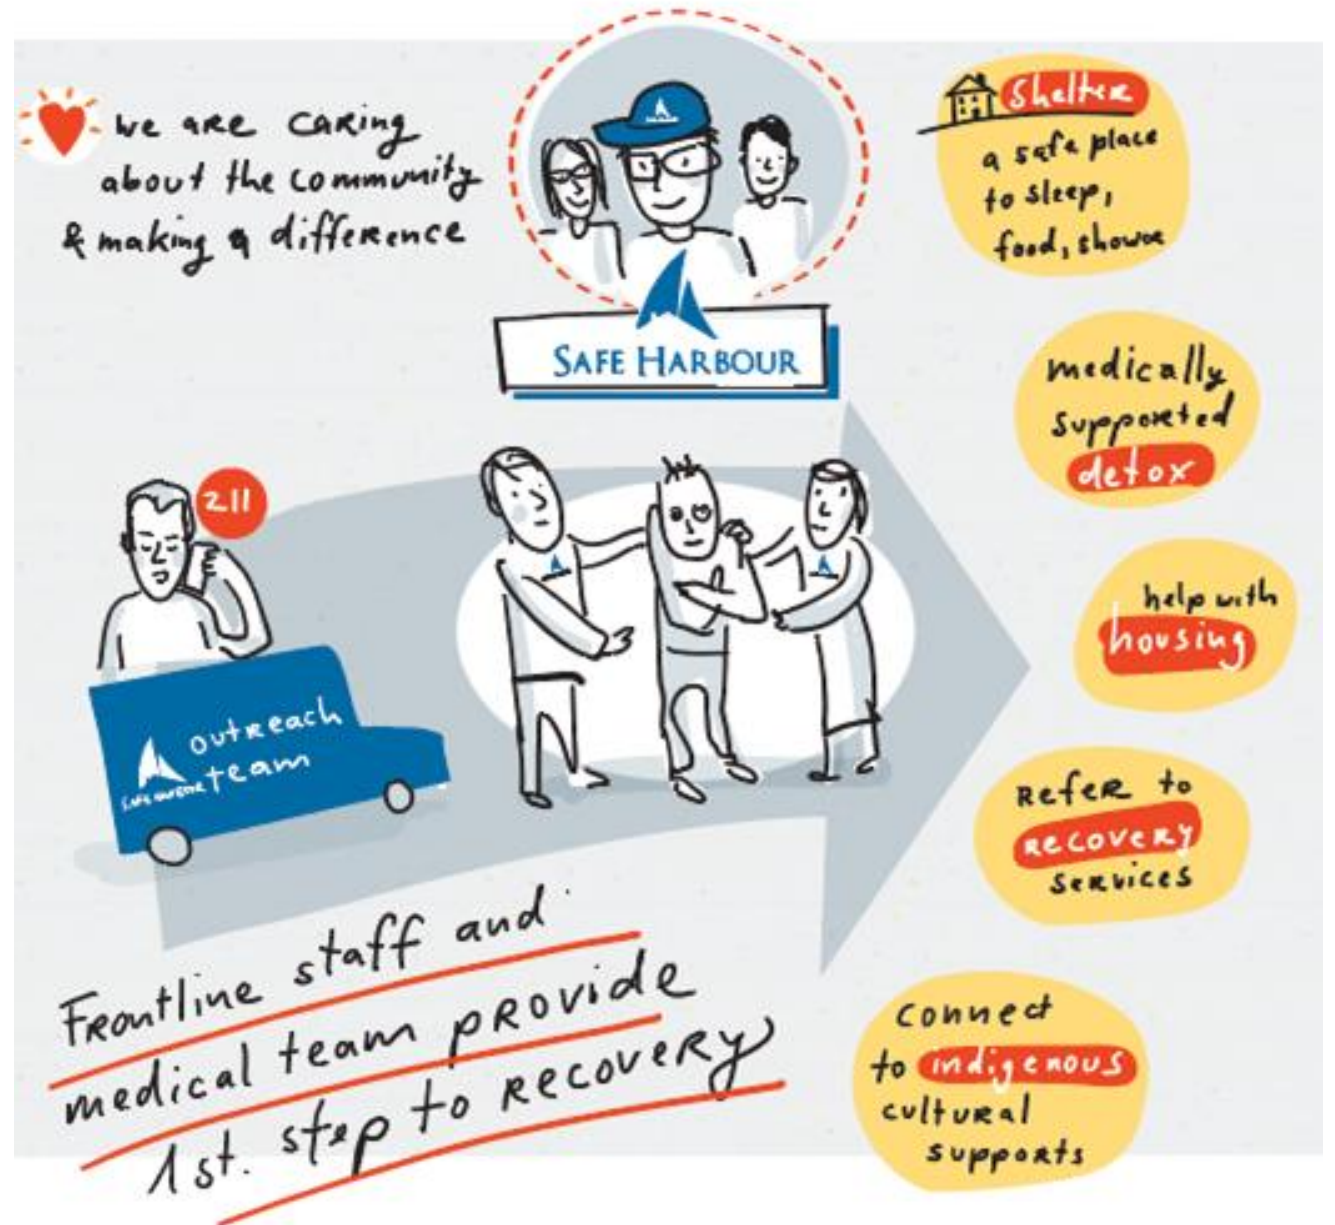 we are caring
about the community
& making a difference
SAFE HARBOUR
shelter
a safe place
to sleep,
food, shower
medically
supported
detox
help with
housing
Refer to
recovery
services
connect
to indigenous
cultural
supports
211
outreach
team
SAFE HARBOUR
Frontline staff and
medical team provide
1st. step to recovery